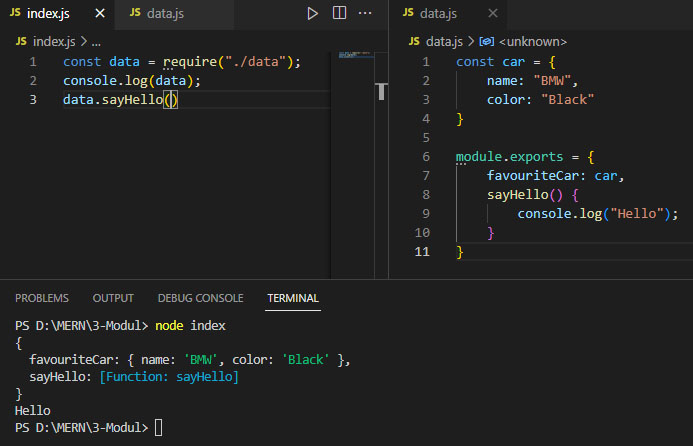 JS index.js × JS data.js ···
JS index.js > ...
1 const data = require("./data");
2 console.log(data);
3 data.sayHello()
JS data.js ×
JS data.js > <unknown>
1 const car = {
2 name: "BMW",
3 color: "Black"
4 }
5
6 module.exports = {
7 favouriteCar: car,
8 sayHello() {
9 console.log("Hello");
10 }
11 }
PROBLEMS OUTPUT DEBUG CONSOLE TERMINAL
PS D:\MERN\3-Modul> node index
{
favouriteCar: { name: 'BMW', color: 'Black' },
sayHello: [Function: sayHello]
}
Hello
PS D:\MERN\3-Modul>